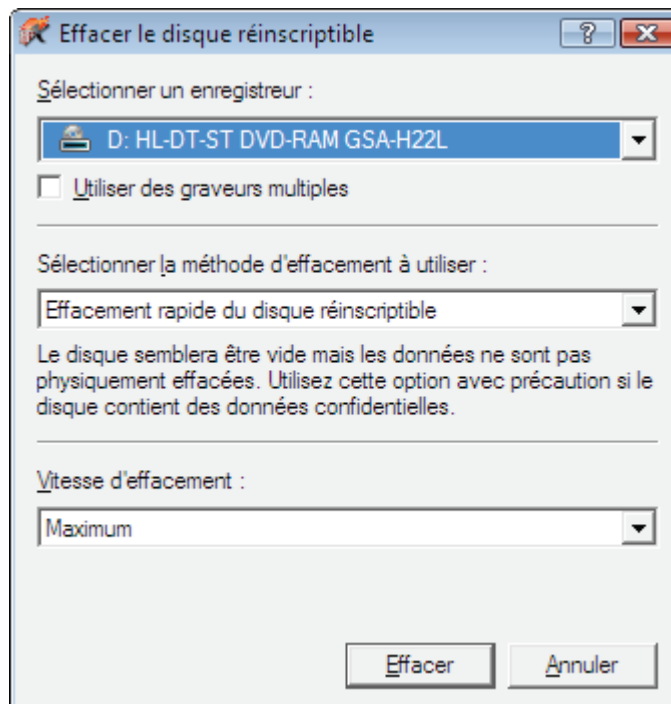 Effacer le disque réinscriptible
Sélectionner un enregistreur :
D: HL-DT-ST DVD-RAM GSA-H22L
Utiliser des graveurs multiples
Sélectionner la méthode d'effacement à utiliser :
Effacement rapide du disque réinscriptible
Le disque semblera être vide mais les données ne sont pas
physiquement effacées. Utilisez cette option avec précaution si le
disque contient des données confidentielles.
Vitesse d'effacement :
Maximum
Effacer Annuler